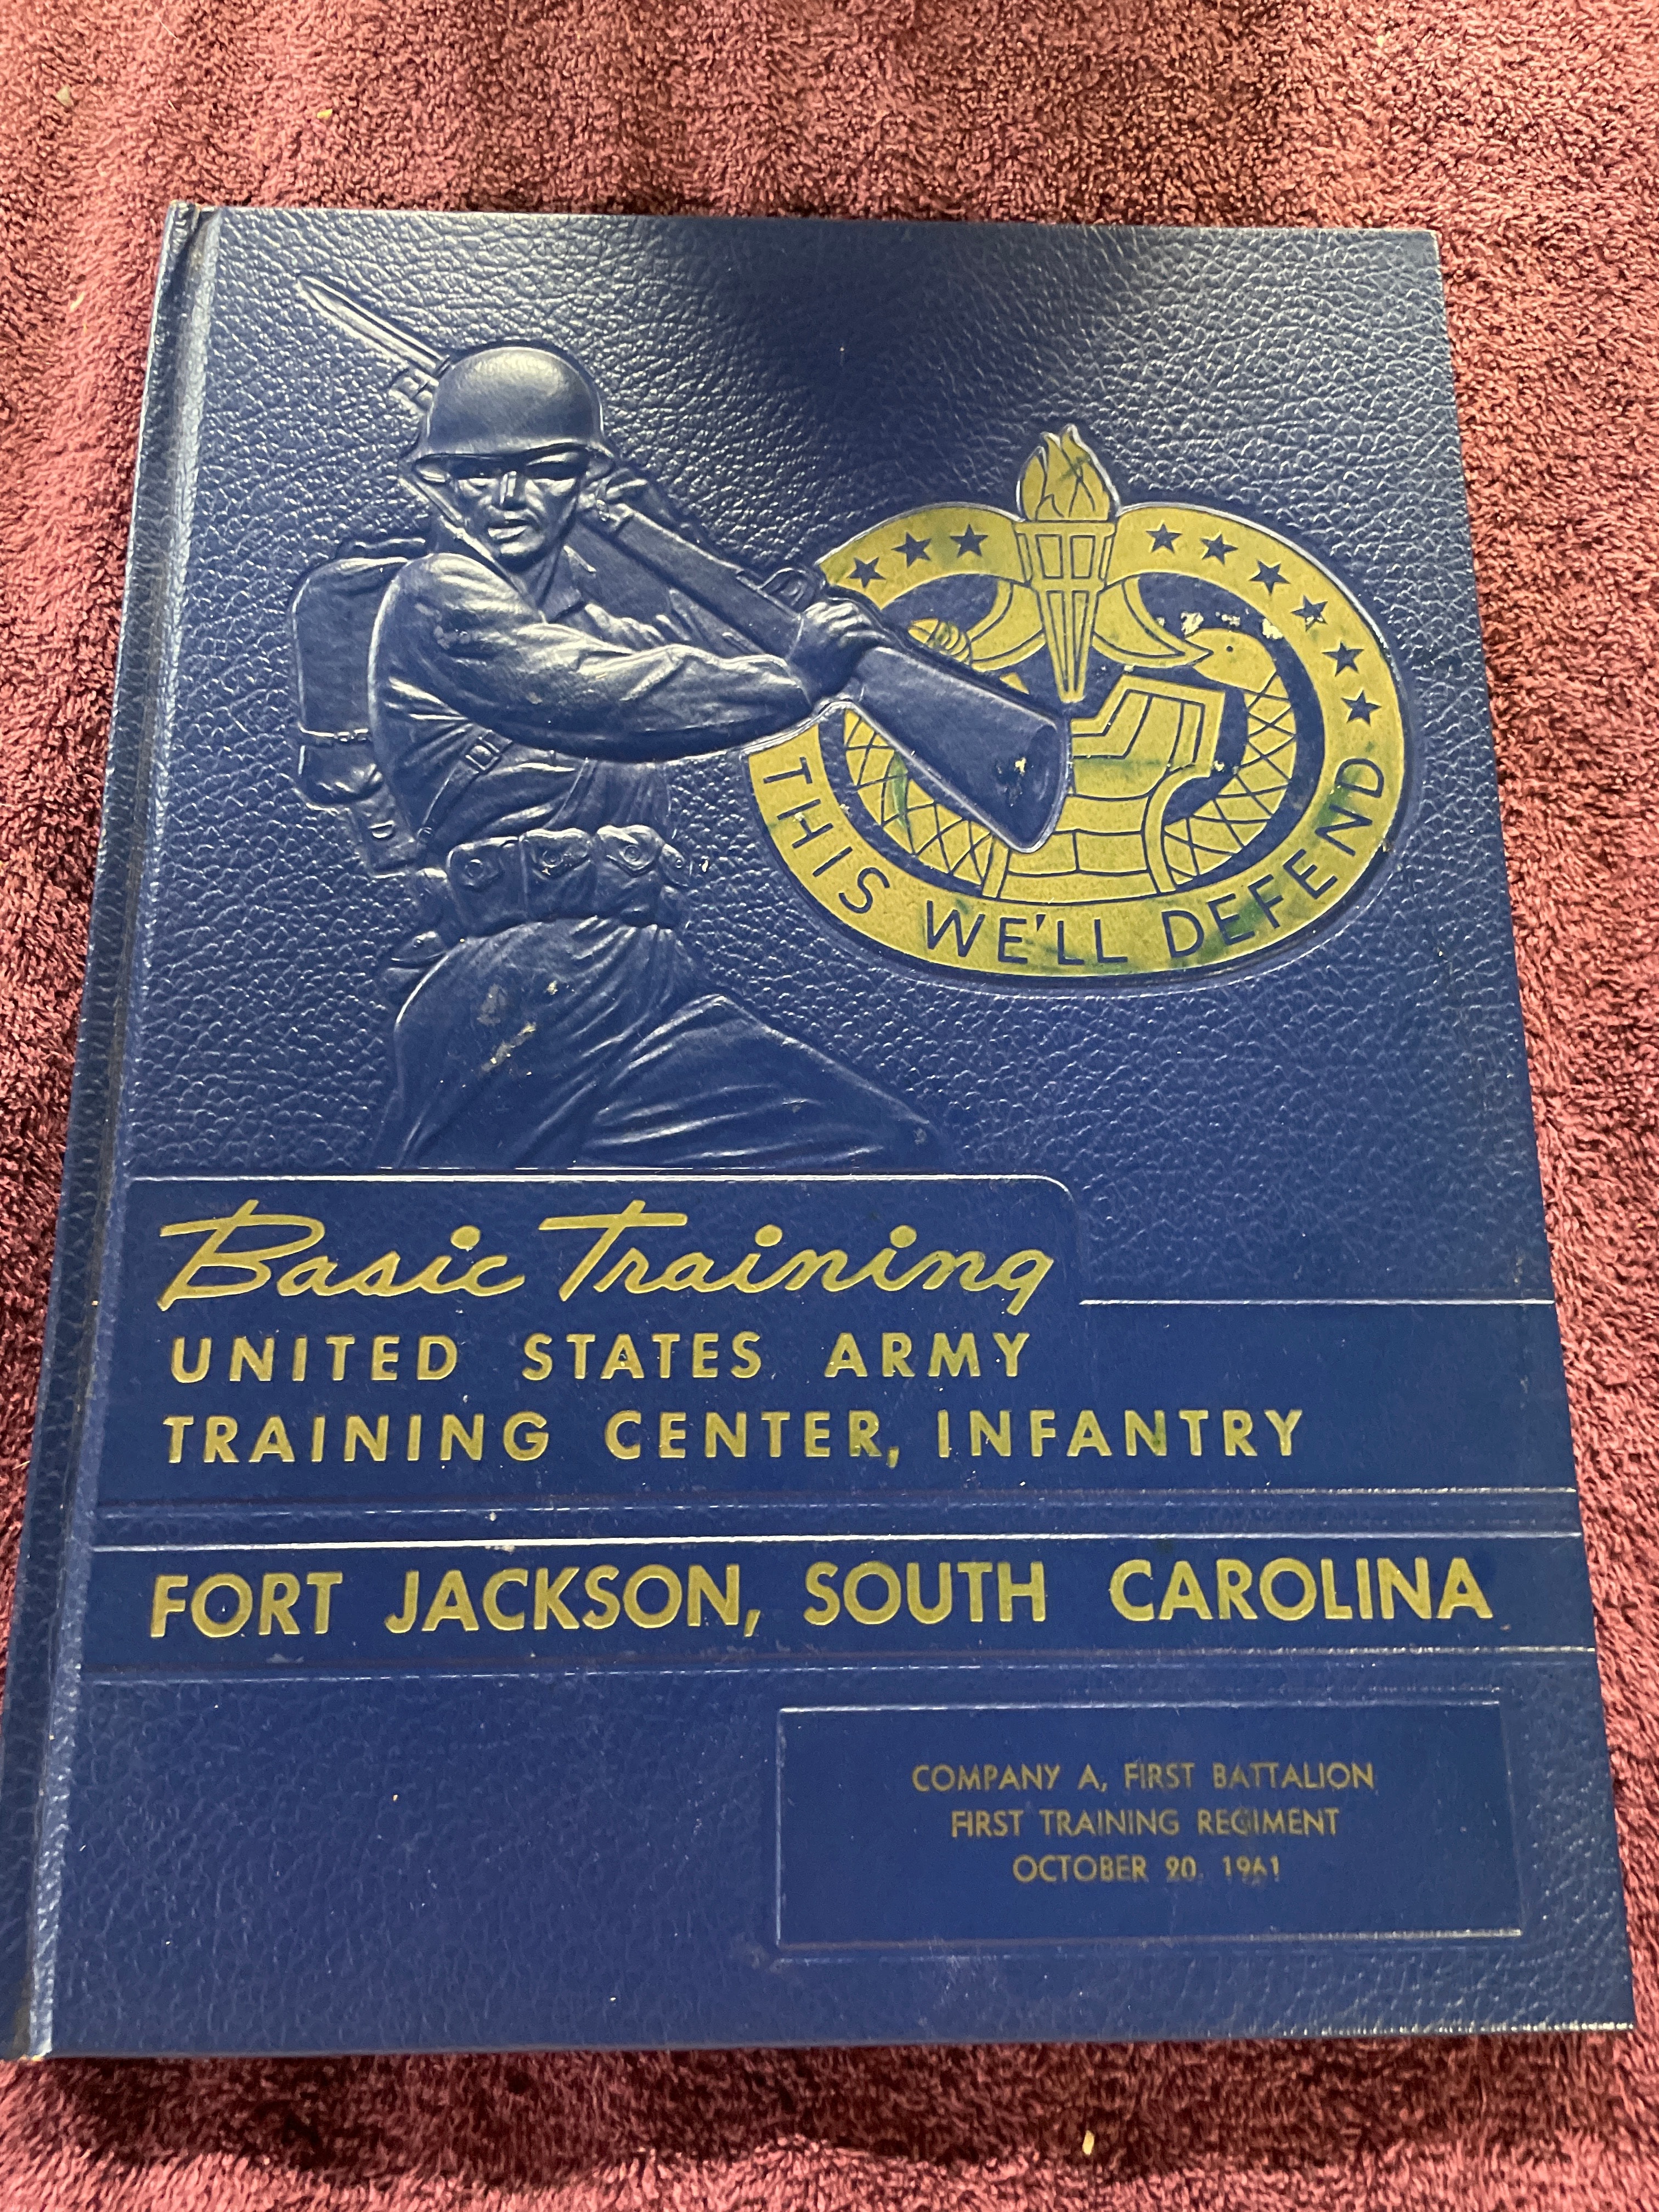 THIS WE'LL DEFEND
Basic Training
UNITED STATES ARMY
TRAINING CENTER, INFANTRY
FORT JACKSON, SOUTH CAROLINA
COMPANY A, FIRST BATTALION
FIRST TRAINING REGIMENT
OCTOBER 20, 1961